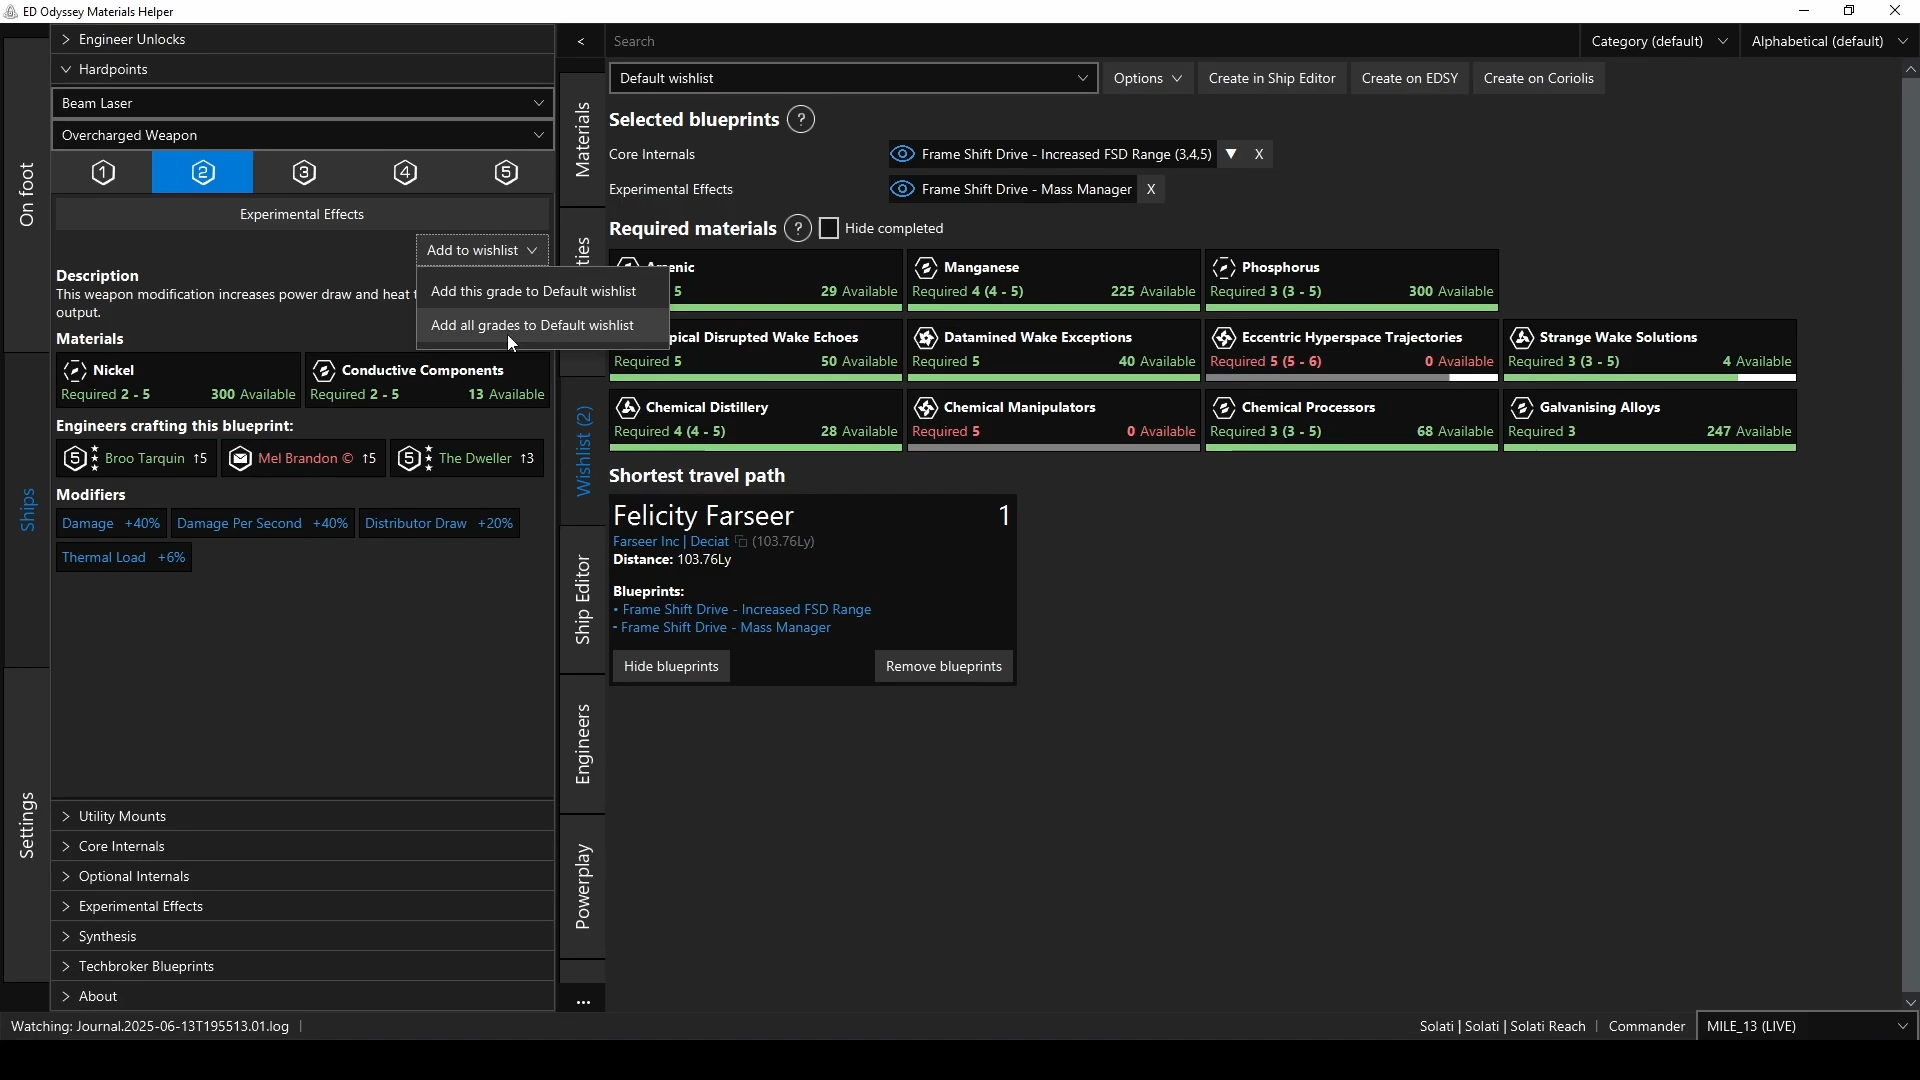 ED Odyssey Materials Helper
On foot
Ships
Settings
Engineer Unlocks
Hardpoints
Beam Laser
Overcharged Weapon
1 2 3 4 5
Experimental Effects
Add to wishlist
Add this grade to Default wishlist
Add all grades to Default wishlist
Description
This weapon modification increases power draw and heat
output.
Materials
Nickel
Required 2 - 5 300 Available
Conductive Components
Required 2 - 5 13 Available
Engineers crafting this blueprint:
5 Broo Tarquin ↑5
Mel Brandon © ↑5
5 The Dweller ↑3
Modifiers
Damage +40%
Damage Per Second +40%
Distributor Draw +20%
Thermal Load +6%
Utility Mounts
Core Internals
Optional Internals
Experimental Effects
Synthesis
Techbroker Blueprints
About
<
Materials
ties
Wishlist (2)
Ship Editor
Engineers
Powerplay
...
Search
Category (default)
Alphabetical (default)
Default wishlist
Options
Create in Ship Editor
Create on EDSY
Create on Coriolis
Selected blueprints ?
Core Internals
Frame Shift Drive - Increased FSD Range (3,4,5) ▼ X
Experimental Effects
Frame Shift Drive - Mass Manager X
Required materials ? Hide completed
enic
5 29 Available
Manganese
Required 4 (4 - 5) 225 Available
Phosphorus
Required 3 (3 - 5) 300 Available
pical Disrupted Wake Echoes
Required 5 50 Available
Datamined Wake Exceptions
Required 5 40 Available
Eccentric Hyperspace Trajectories
Required 5 (5 - 6) 0 Available
Strange Wake Solutions
Required 3 (3 - 5) 4 Available
Chemical Distillery
Required 4 (4 - 5) 28 Available
Chemical Manipulators
Required 5 0 Available
Chemical Processors
Required 3 (3 - 5) 68 Available
Galvanising Alloys
Required 3 247 Available
Shortest travel path
Felicity Farseer 1
Farseer Inc | Deciat (103.76Ly)
Distance: 103.76Ly
Blueprints:
• Frame Shift Drive - Increased FSD Range
- Frame Shift Drive - Mass Manager
Hide blueprints
Remove blueprints
Watching: Journal.2025-06-13T195513.01.log |
Solati | Solati | Solati Reach | Commander
MILE_13 (LIVE)